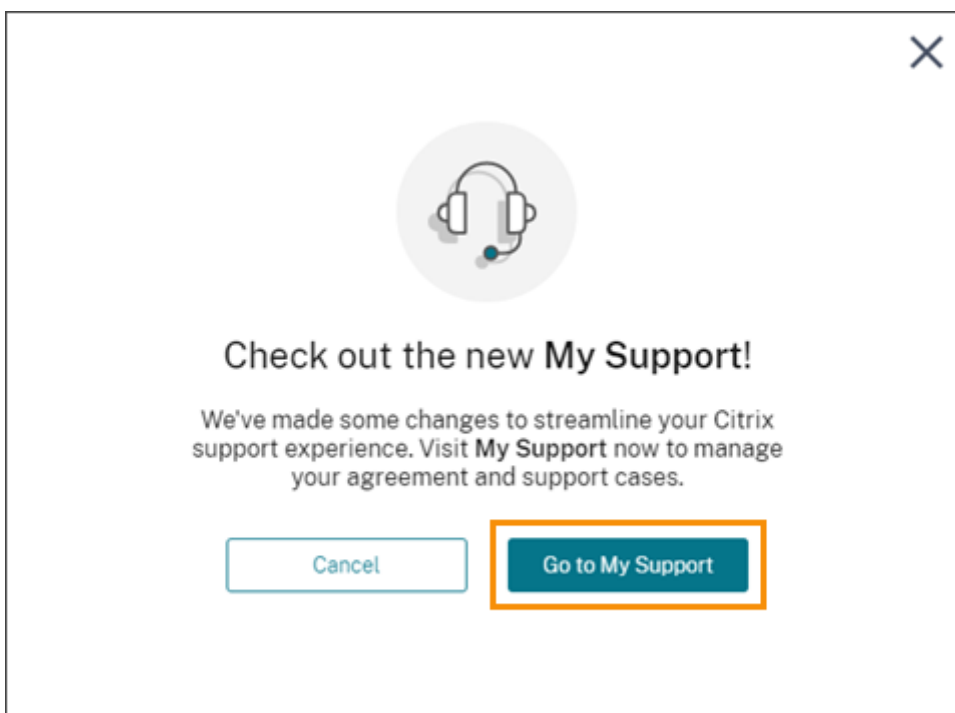 Check out the new My Support!
We've made some changes to streamline your Citrix
support experience. Visit My Support now to manage
your agreement and support cases.
Cancel
Go to My Support